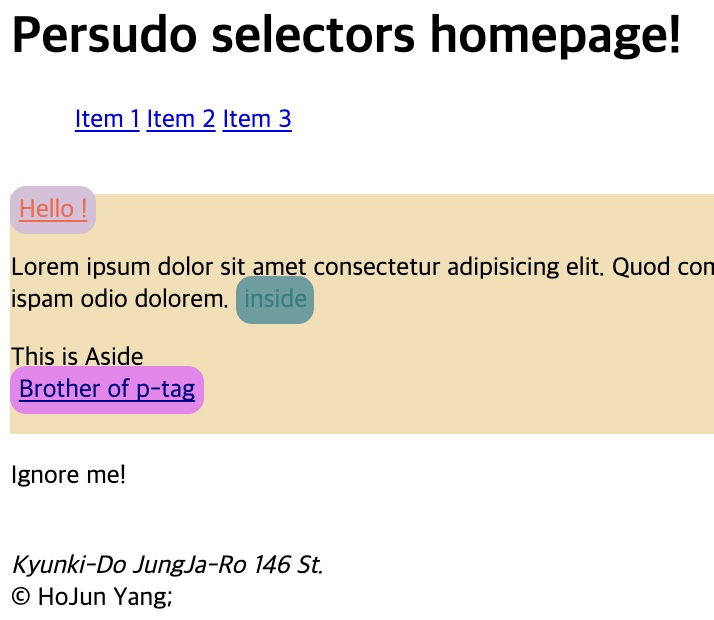 Persudo selectors homepage!
Item 1 Item 2 Item 3
Hello !
Lorem ipsum dolor sit amet consectetur adipisicing elit. Quod con
ispam odio dolorem. inside
This is Aside
Brother of p-tag
Ignore me!
Kyunki-Do JungJa-Ro 146 St.
© HoJun Yang;